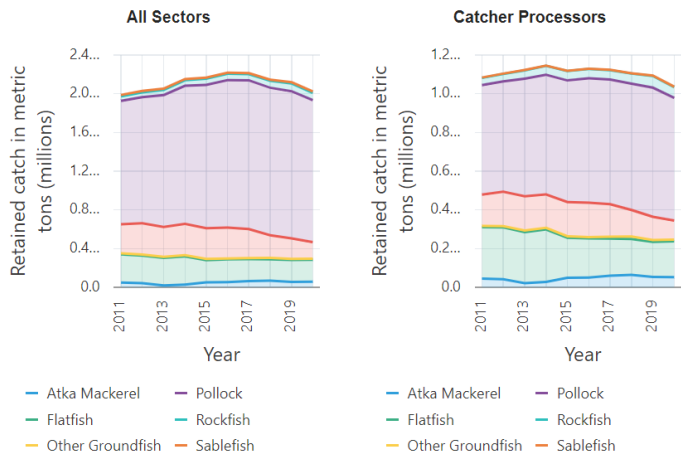 All Sectors
Retained catch in metric
tons (millions)
2.4...
2.0...
1.6...
1.2...
0.8...
0.4...
0.0
2011
2013
2015
2017
2019
Year
Atka Mackerel
Pollock
Flatfish
Rockfish
Other Groundfish
Sablefish
Catcher Processors
Retained catch in metric
tons (millions)
1.2...
1.0...
0.8...
0.6...
0.4...
0.2...
0.0
2011
2013
2015
2017
2019
Year
Atka Mackerel
Pollock
Flatfish
Rockfish
Other Groundfish
Sablefish